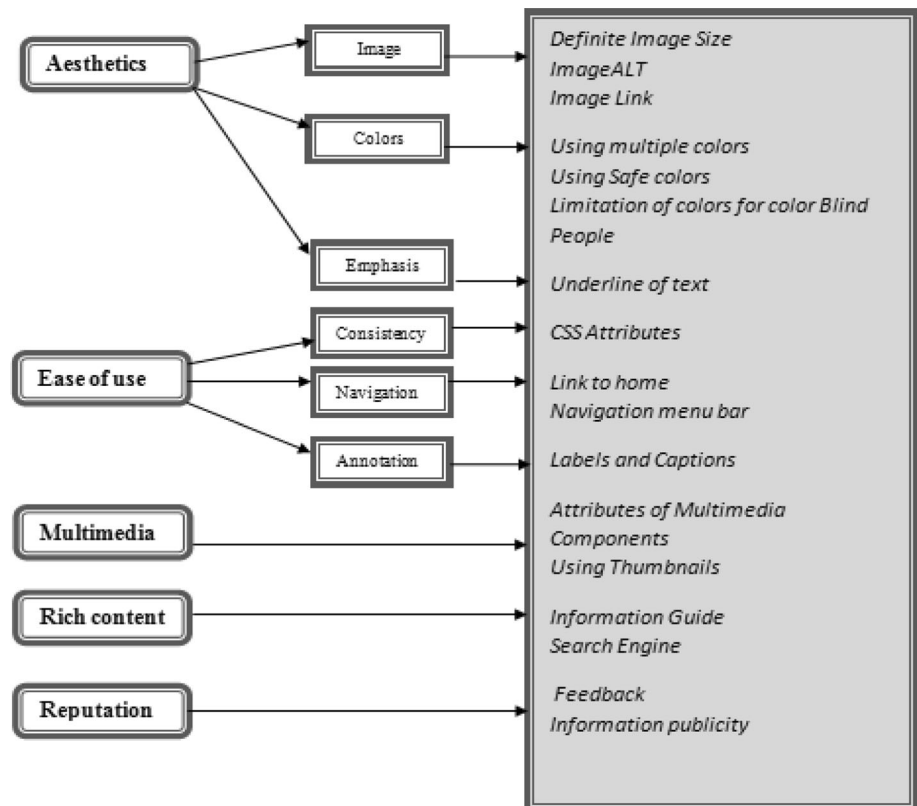 Aesthetics
Image
Colors
Emphasis
Ease of use
Consistency
Navigation
Annotation
Multimedia
Rich content
Reputation
Definite Image Size
ImageALT
Image Link
Using multiple colors
Using Safe colors
Limitation of colors for color Blind
People
Underline of text
CSS Attributes
Link to home
Navigation menu bar
Labels and Captions
Attributes of Multimedia
Components
Using Thumbnails
Information Guide
Search Engine
Feedback
Information publicity